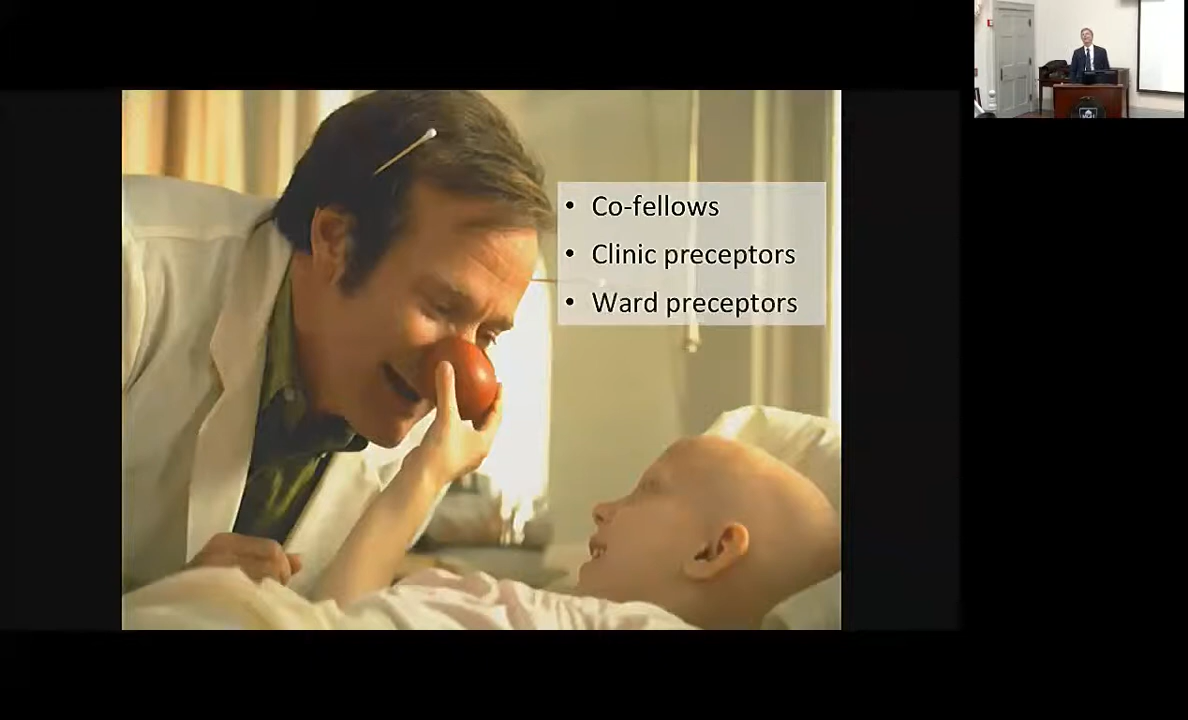 • Co-fellows
• Clinic preceptors
• Ward preceptors